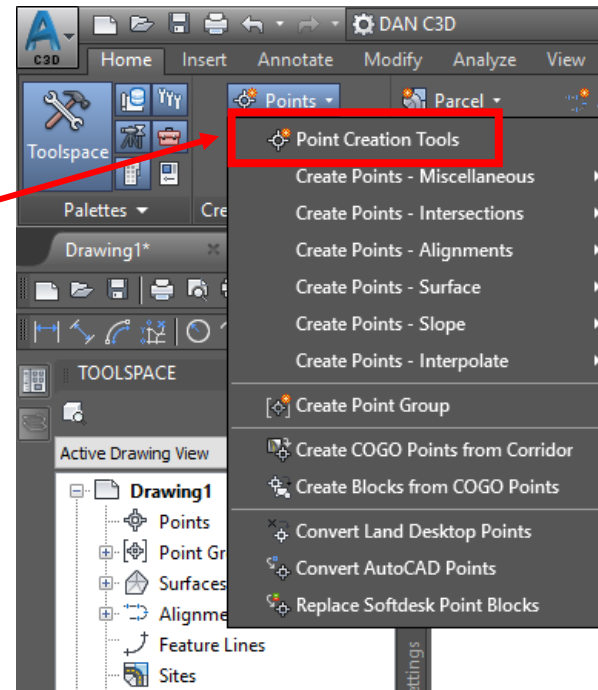 DAN C3D
C3D
Home Insert Annotate Modify Analyze View
Points
Parcel
Toolspace
Palettes
Cre
Point Creation Tools
Create Points - Miscellaneous
Create Points - Intersections
Create Points - Alignments
Create Points - Surface
Create Points - Slope
Create Points - Interpolate
Create Point Group
Create COGO Points from Corridor
Create Blocks from COGO Points
Convert Land Desktop Points
Convert AutoCAD Points
Replace Softdesk Point Blocks
Drawing1*
TOOLSPACE
Active Drawing View
Drawing1
Points
Point Gr
Surfaces
Alignme
Feature Lines
Sites
ettings